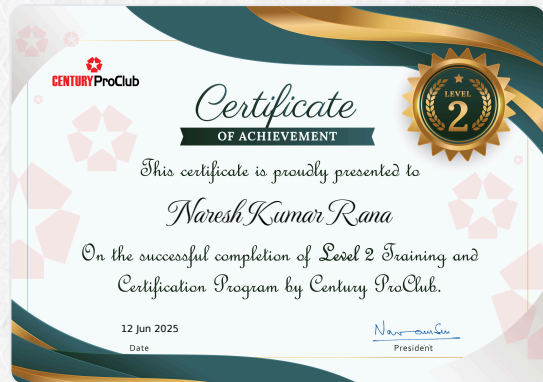 CENTURY ProClub
LEVEL
2
Certificate
OF ACHIEVEMENT
This certificate is proudly presented to
Naresh Kumar Rana
On the successful completion of Level 2 Training and
Certification Program by Century ProClub.
12 Jun 2025
Date
President